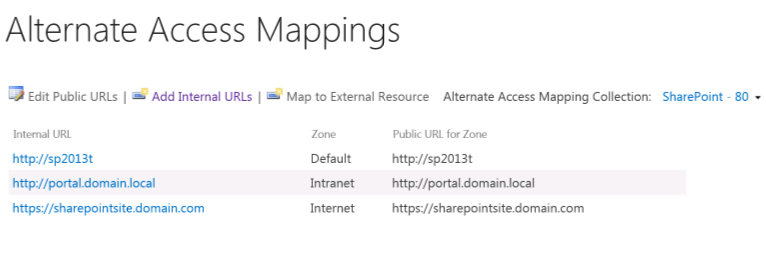 Alternate Access Mappings
Edit Public URLs | Add Internal URLs | Map to External Resource Alternate Access Mapping Collection: SharePoint - 80
Internal URL Zone Public URL for Zone
http://sp2013t Default http://sp2013t
http://portal.domain.local Intranet http://portal.domain.local
https://sharepointsite.domain.com Internet https://sharepointsite.domain.com